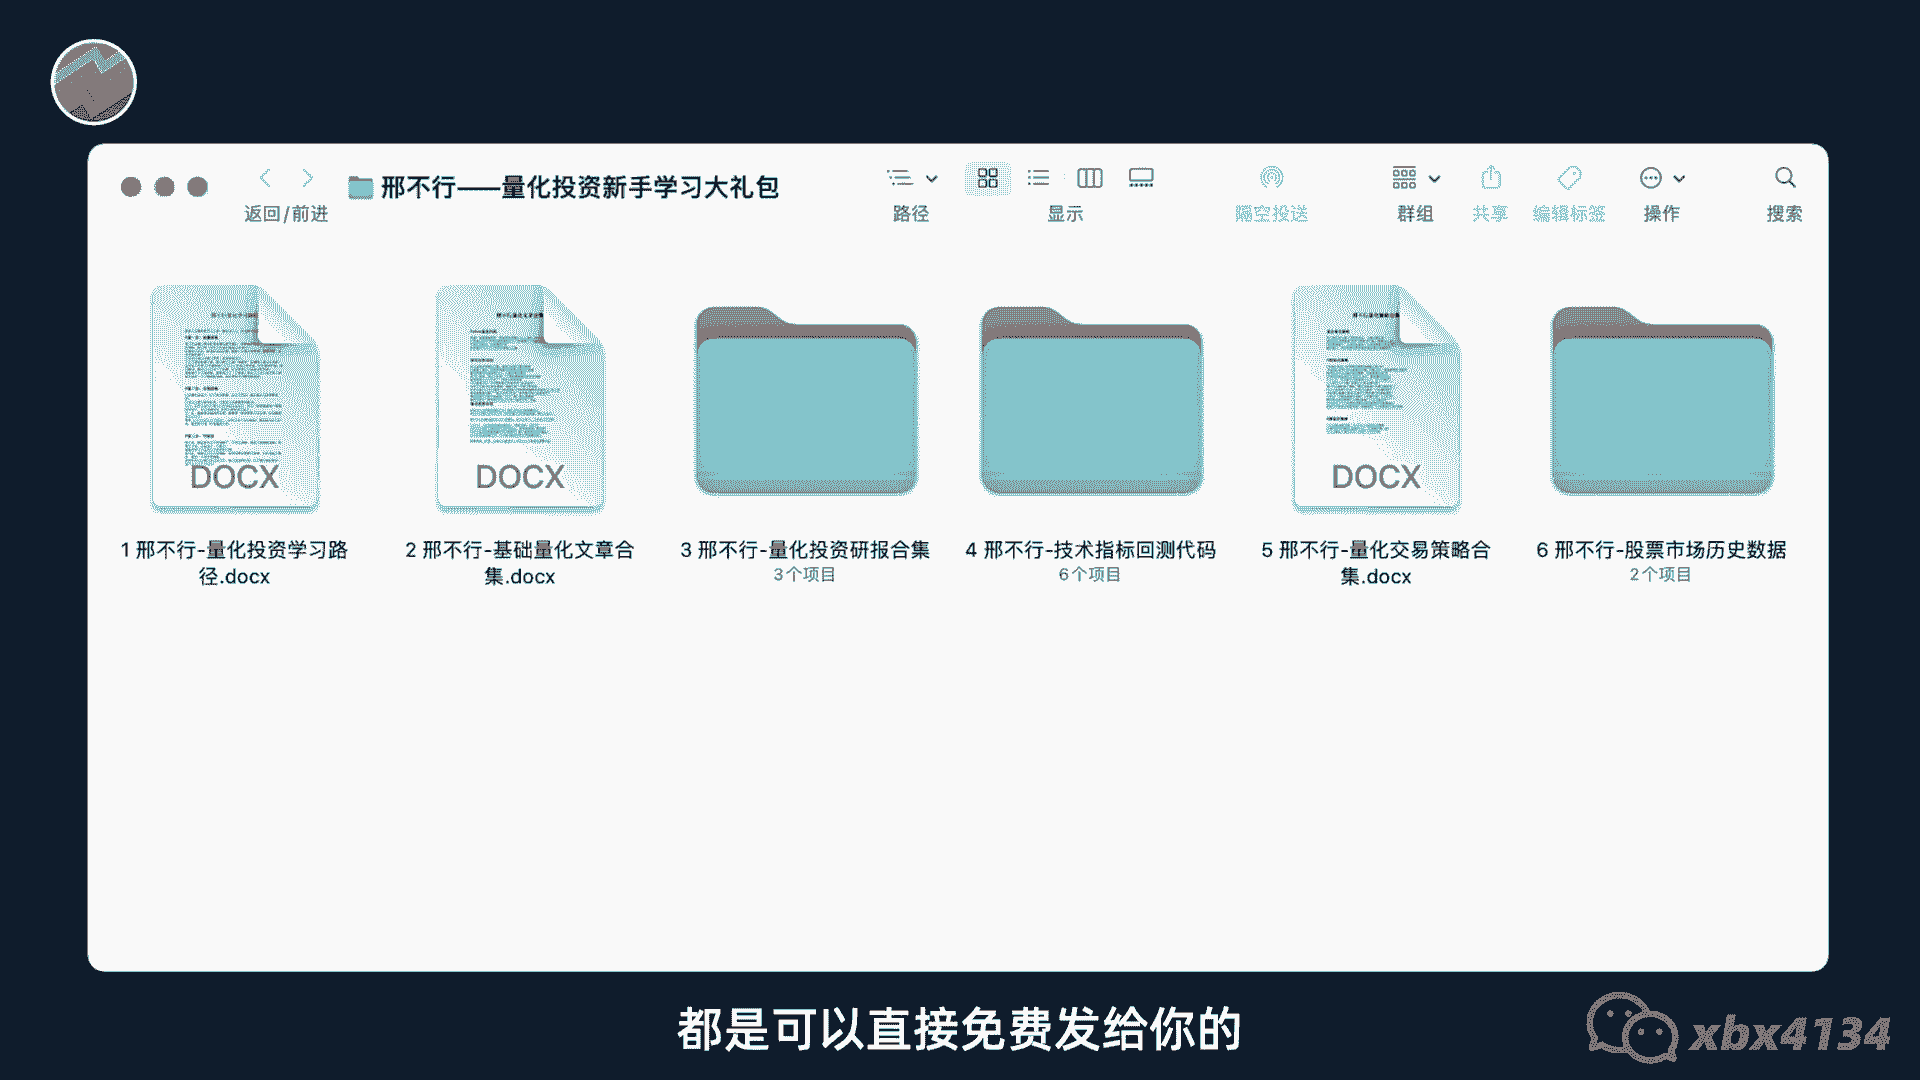 邢不行——量化投资新手学习大礼包
返回/前进
路径
显示
隔空投送
群组
共享
编辑标签
操作
搜索
DOCX
DOCX
DOCX
1 邢不行-量化投资学习路
径.docx
2 邢不行-基础量化文章合
集.docx
3 邢不行-量化投资研报合集
3个项目
4 邢不行-技术指标回测代码
6个项目
5 邢不行-量化交易策略合
集.docx
6 邢不行-股票市场历史数据
2个项目
都是可以直接免费发给你的
xbx4134